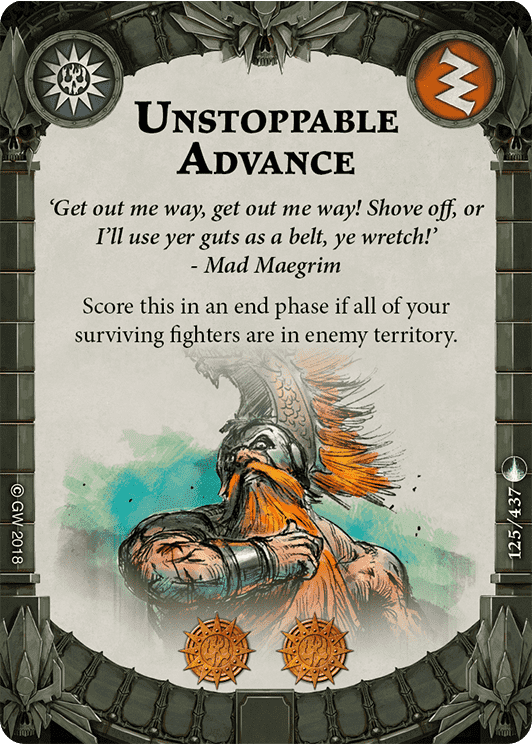 UNSTOPPABLE
ADVANCE
‘Get out me way, get out me way! Shove off, or
I’ll use yer guts as a belt, ye wretch!’
- Mad Maegrim
Score this in an end phase if all of your
surviving fighters are in enemy territory.
© GW 2018
125/437